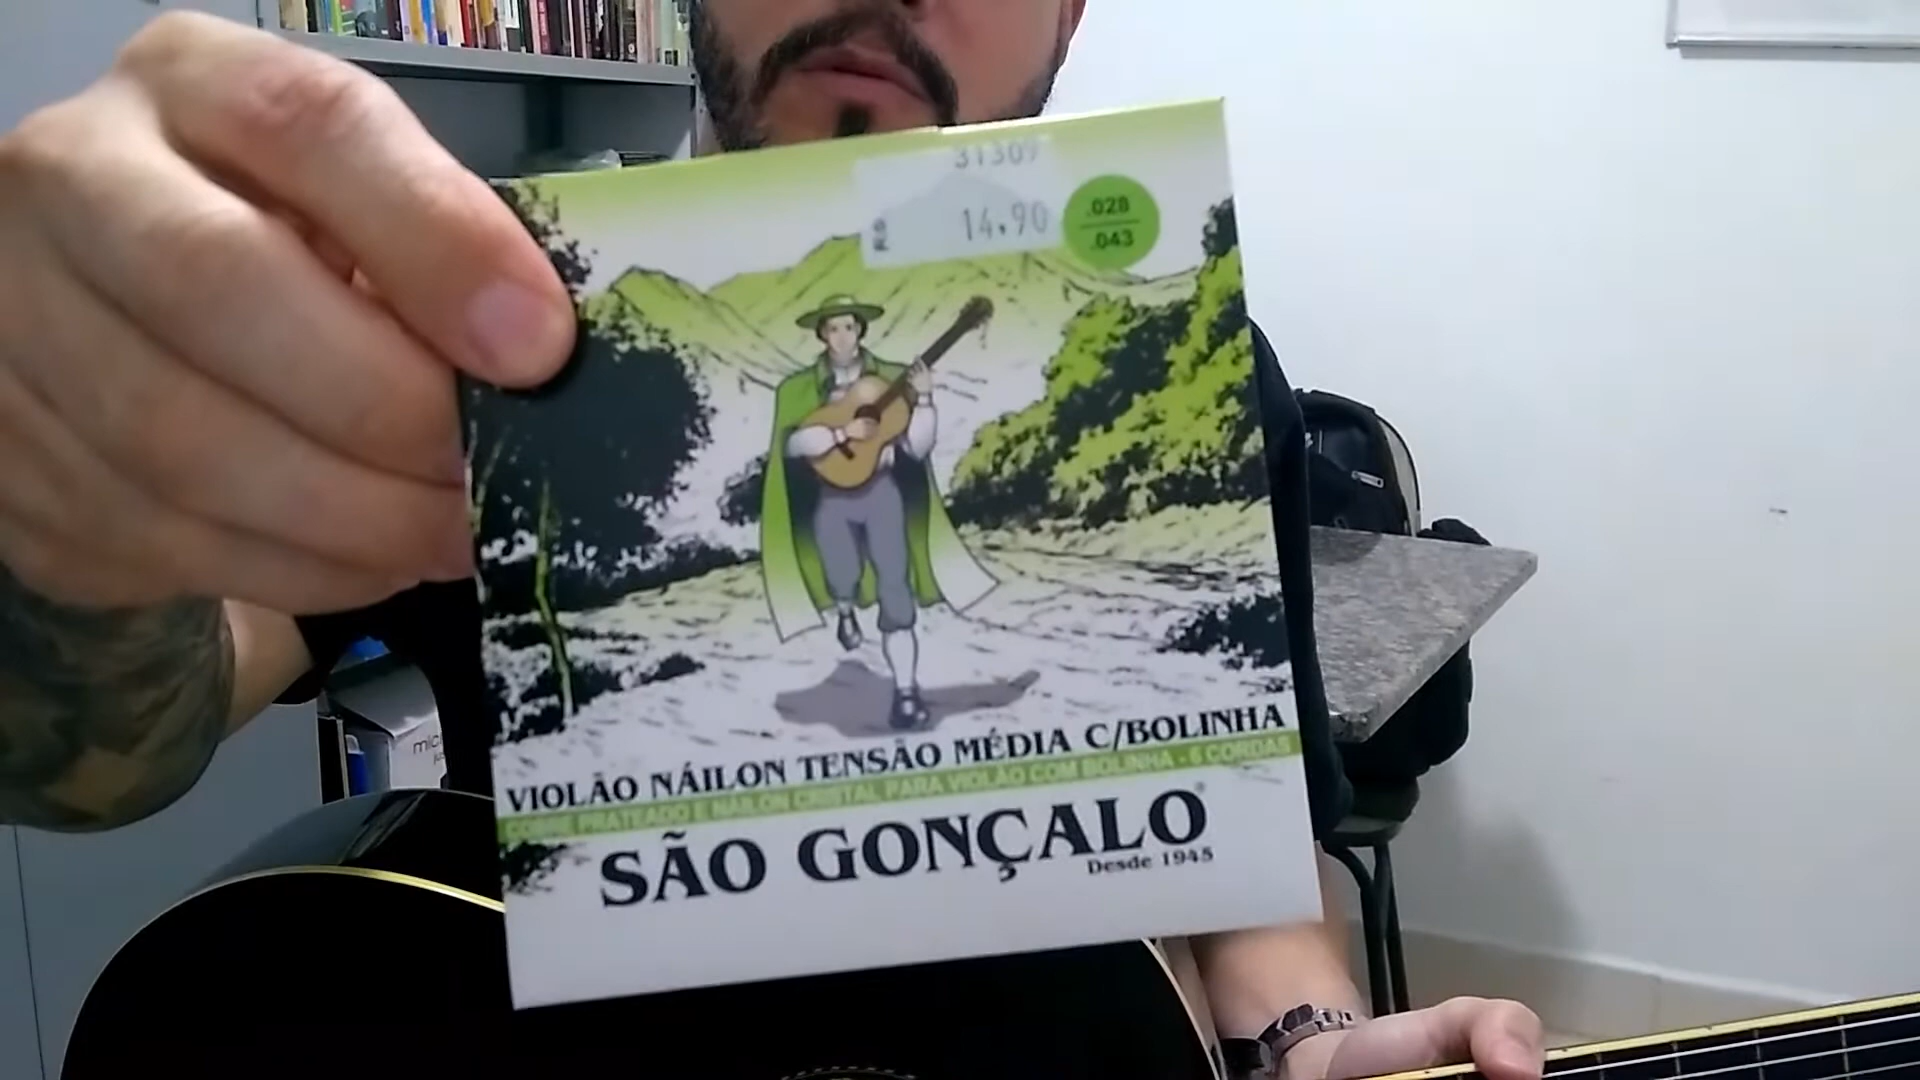 31309
R$ 14.90
.028
.043
VIOLÃO NÁILON TENSÃO MÉDIA C/BOLINHA
COBRE PRATEADO E NÁILON CRISTAL PARA VIOLÃO COM BOLINHA - 6 CORDAS
SÃO GONÇALO®
Desde 1945